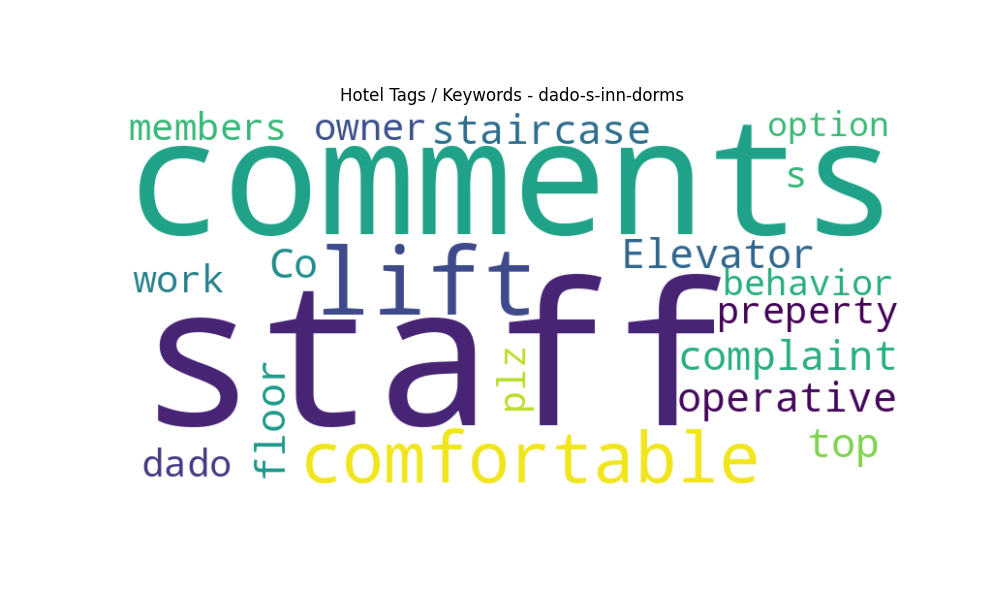 Hotel Tags / Keywords - dado-s-inn-dorms
members owner staircase option
comments s
Co lift Elevator
work behavior
staff preperty
plz complaint
floor operative
dado comfortable top